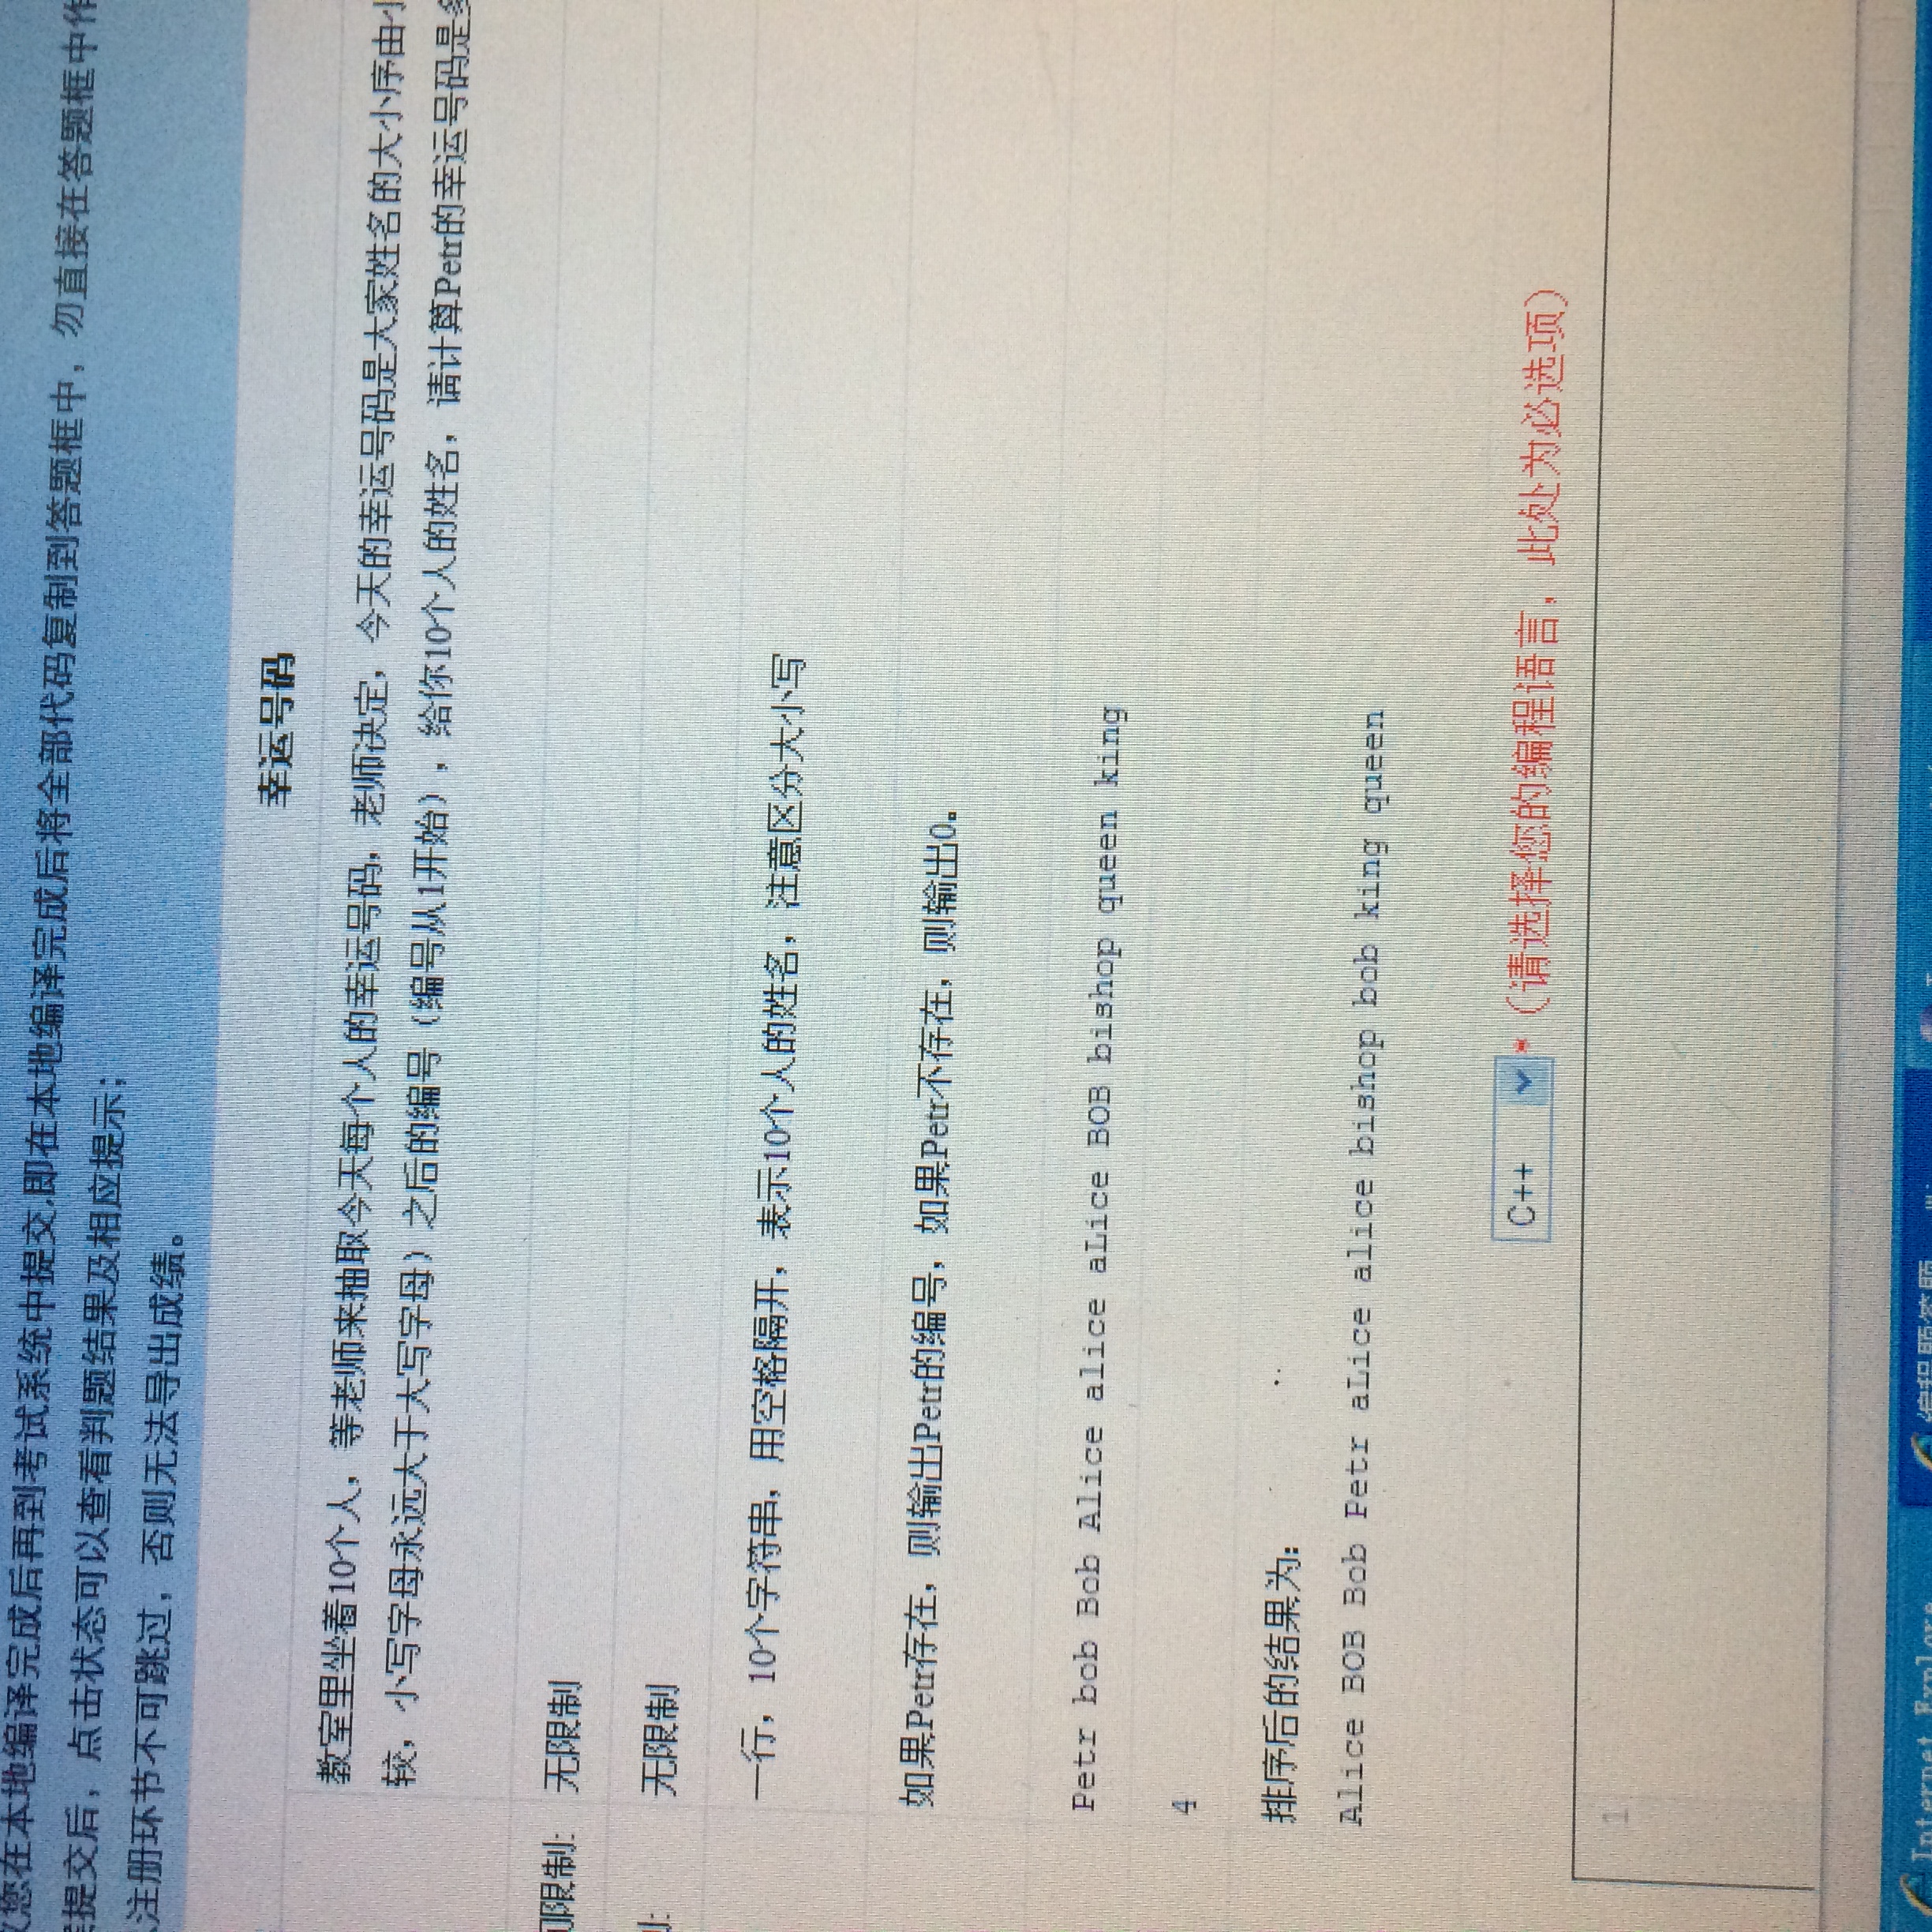 您在本地编译完成后再到考试系统中提交,即在本地编译完成后将全部代码复制到答题框中，勿直接在答题框中作
提交后，点击状态可以查看判题结果及相应提示；
注册环节不可跳过，否则无法导出成绩。
幸运号码
教室里坐着10个人，等老师来抽取今天每个人的幸运号码，老师决定，今天的幸运号码是大家姓名的大小序由小
较，小写字母永远大于大写字母）之后的编号（编号从1开始），给你10个人的姓名，请计算Petr的幸运号码是多
限制: 无限制
无限制
一行，10个字符串，用空格隔开，表示10个人的姓名，注意区分大小写
如果Petr存在，则输出Petr的编号，如果Petr不存在，则输出0。
Petr bob Bob Alice alice aLice BOB bishop queen king
4
排序后的结果为：
Alice BOB Bob Petr aLice alice bishop bob king queen
C++ *（请选择您的编程语言，此处为必选项）
1
Internet Explore 编程题答题